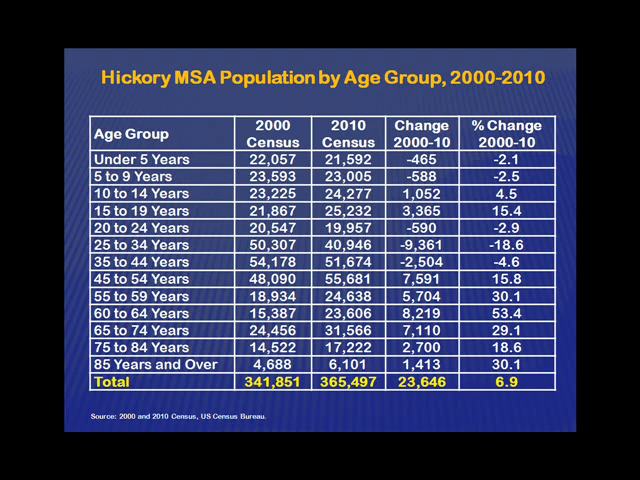 Hickory MSA Population by Age Group, 2000-2010
Age Group 2000 Census 2010 Census Change 2000-10 % Change 2000-10
Under 5 Years 22,057 21,592 -465 -2.1
5 to 9 Years 23,593 23,005 -588 -2.5
10 to 14 Years 23,225 24,277 1,052 4.5
15 to 19 Years 21,867 25,232 3,365 15.4
20 to 24 Years 20,547 19,957 -590 -2.9
25 to 34 Years 50,307 40,946 -9,361 -18.6
35 to 44 Years 54,178 51,674 -2,504 -4.6
45 to 54 Years 48,090 55,681 7,591 15.8
55 to 59 Years 18,934 24,638 5,704 30.1
60 to 64 Years 15,387 23,606 8,219 53.4
65 to 74 Years 24,456 31,566 7,110 29.1
75 to 84 Years 14,522 17,222 2,700 18.6
85 Years and Over 4,688 6,101 1,413 30.1
Total 341,851 365,497 23,646 6.9
Source: 2000 and 2010 Census, US Census Bureau.